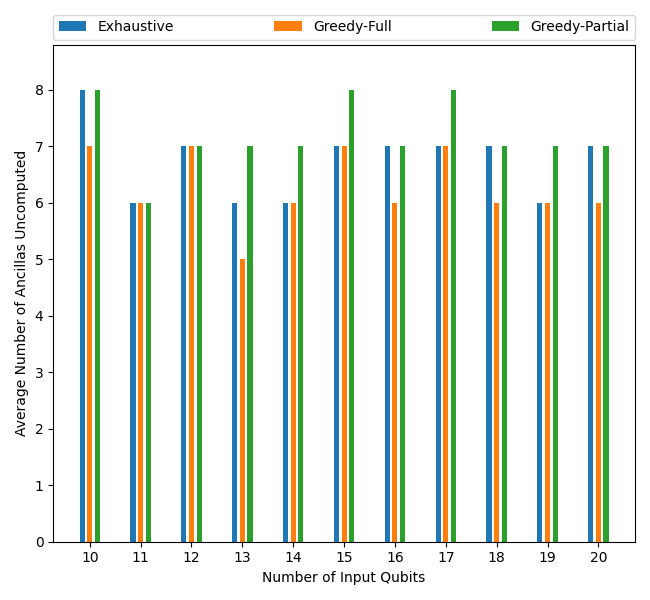 Exhaustive Greedy-Full Greedy-Partial
Average Number of Ancillas Uncomputed
8
7
6
5
4
3
2
1
0
10 11 12 13 14 15 16 17 18 19 20
Number of Input Qubits